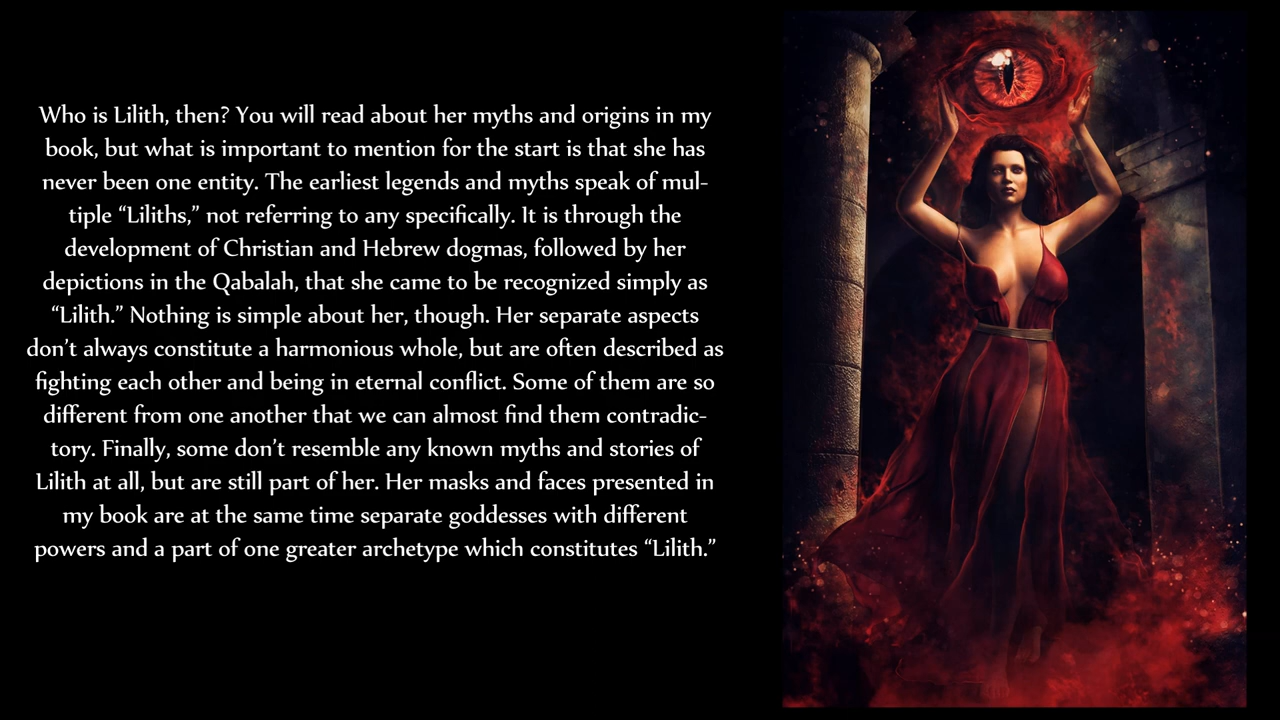 Who is Lilith, then? You will read about her myths and origins in my
book, but what is important to mention for the start is that she has
never been one entity. The earliest legends and myths speak of mul-
tiple “Liliths,” not referring to any specifically. It is through the
development of Christian and Hebrew dogmas, followed by her
depictions in the Qabalah, that she came to be recognized simply as
“Lilith.” Nothing is simple about her, though. Her separate aspects
don’t always constitute a harmonious whole, but are often described as
fighting each other and being in eternal conflict. Some of them are so
different from one another that we can almost find them contradic-
tory. Finally, some don’t resemble any known myths and stories of
Lilith at all, but are still part of her. Her masks and faces presented in
my book are at the same time separate goddesses with different
powers and a part of one greater archetype which constitutes “Lilith.”